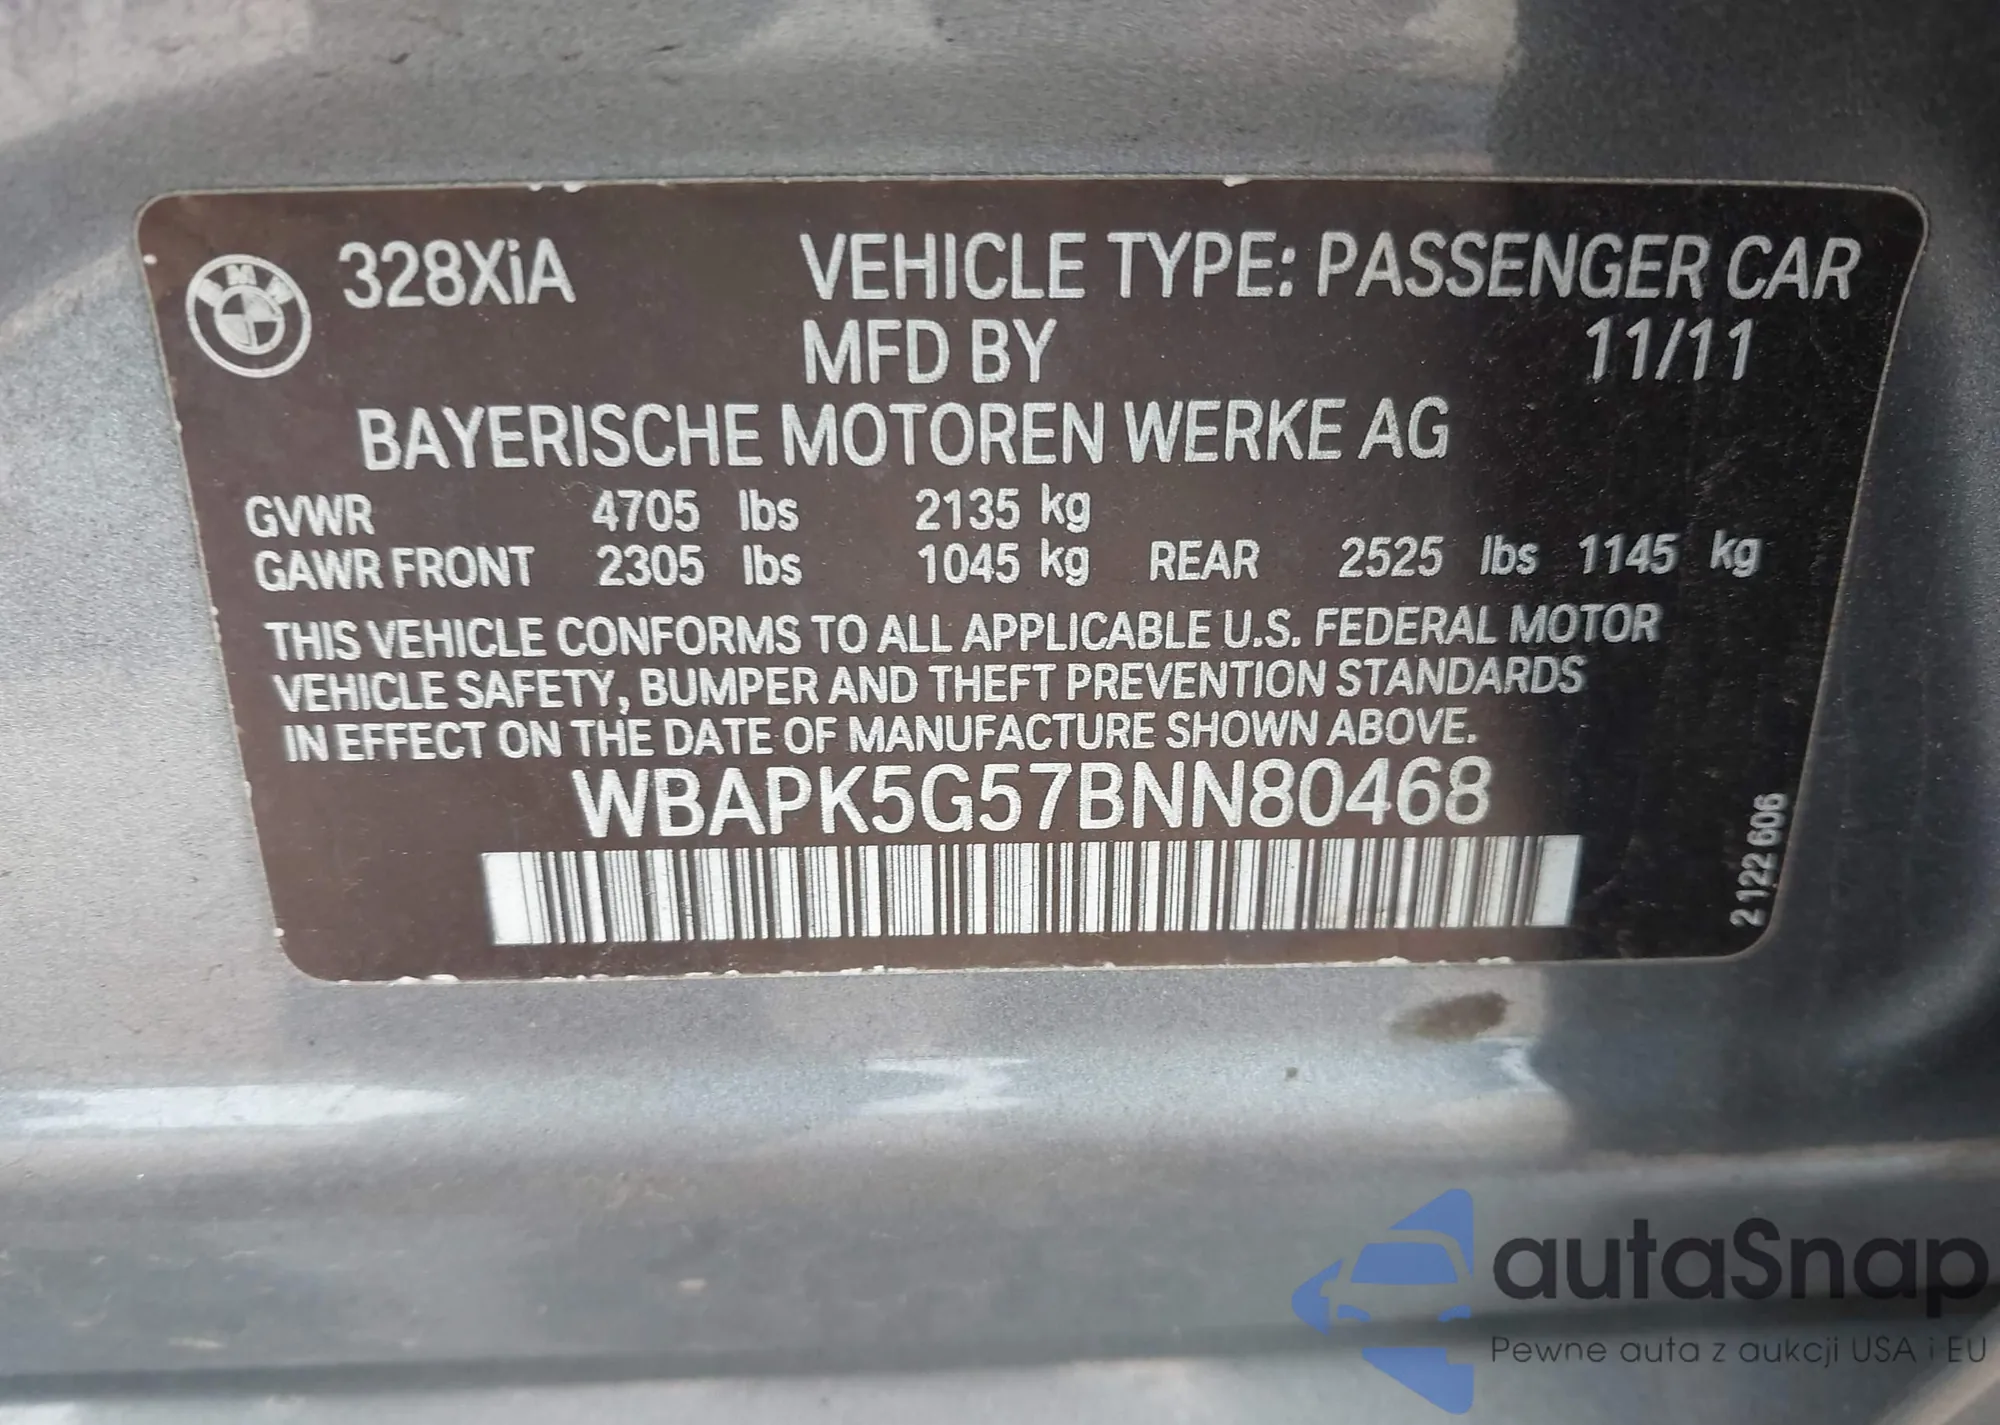 BMW
328XiA VEHICLE TYPE: PASSENGER CAR
MFD BY 11/11
BAYERISCHE MOTOREN WERKE AG
GVWR 4705 lbs 2135 kg
GAWR FRONT 2305 lbs 1045 kg REAR 2525 lbs 1145 kg
THIS VEHICLE CONFORMS TO ALL APPLICABLE U.S. FEDERAL MOTOR
VEHICLE SAFETY, BUMPER AND THEFT PREVENTION STANDARDS
IN EFFECT ON THE DATE OF MANUFACTURE SHOWN ABOVE.
WBAPK5G57BNN80468
2 122 606
autaSnap
Pewne auta z aukcji USA i EU